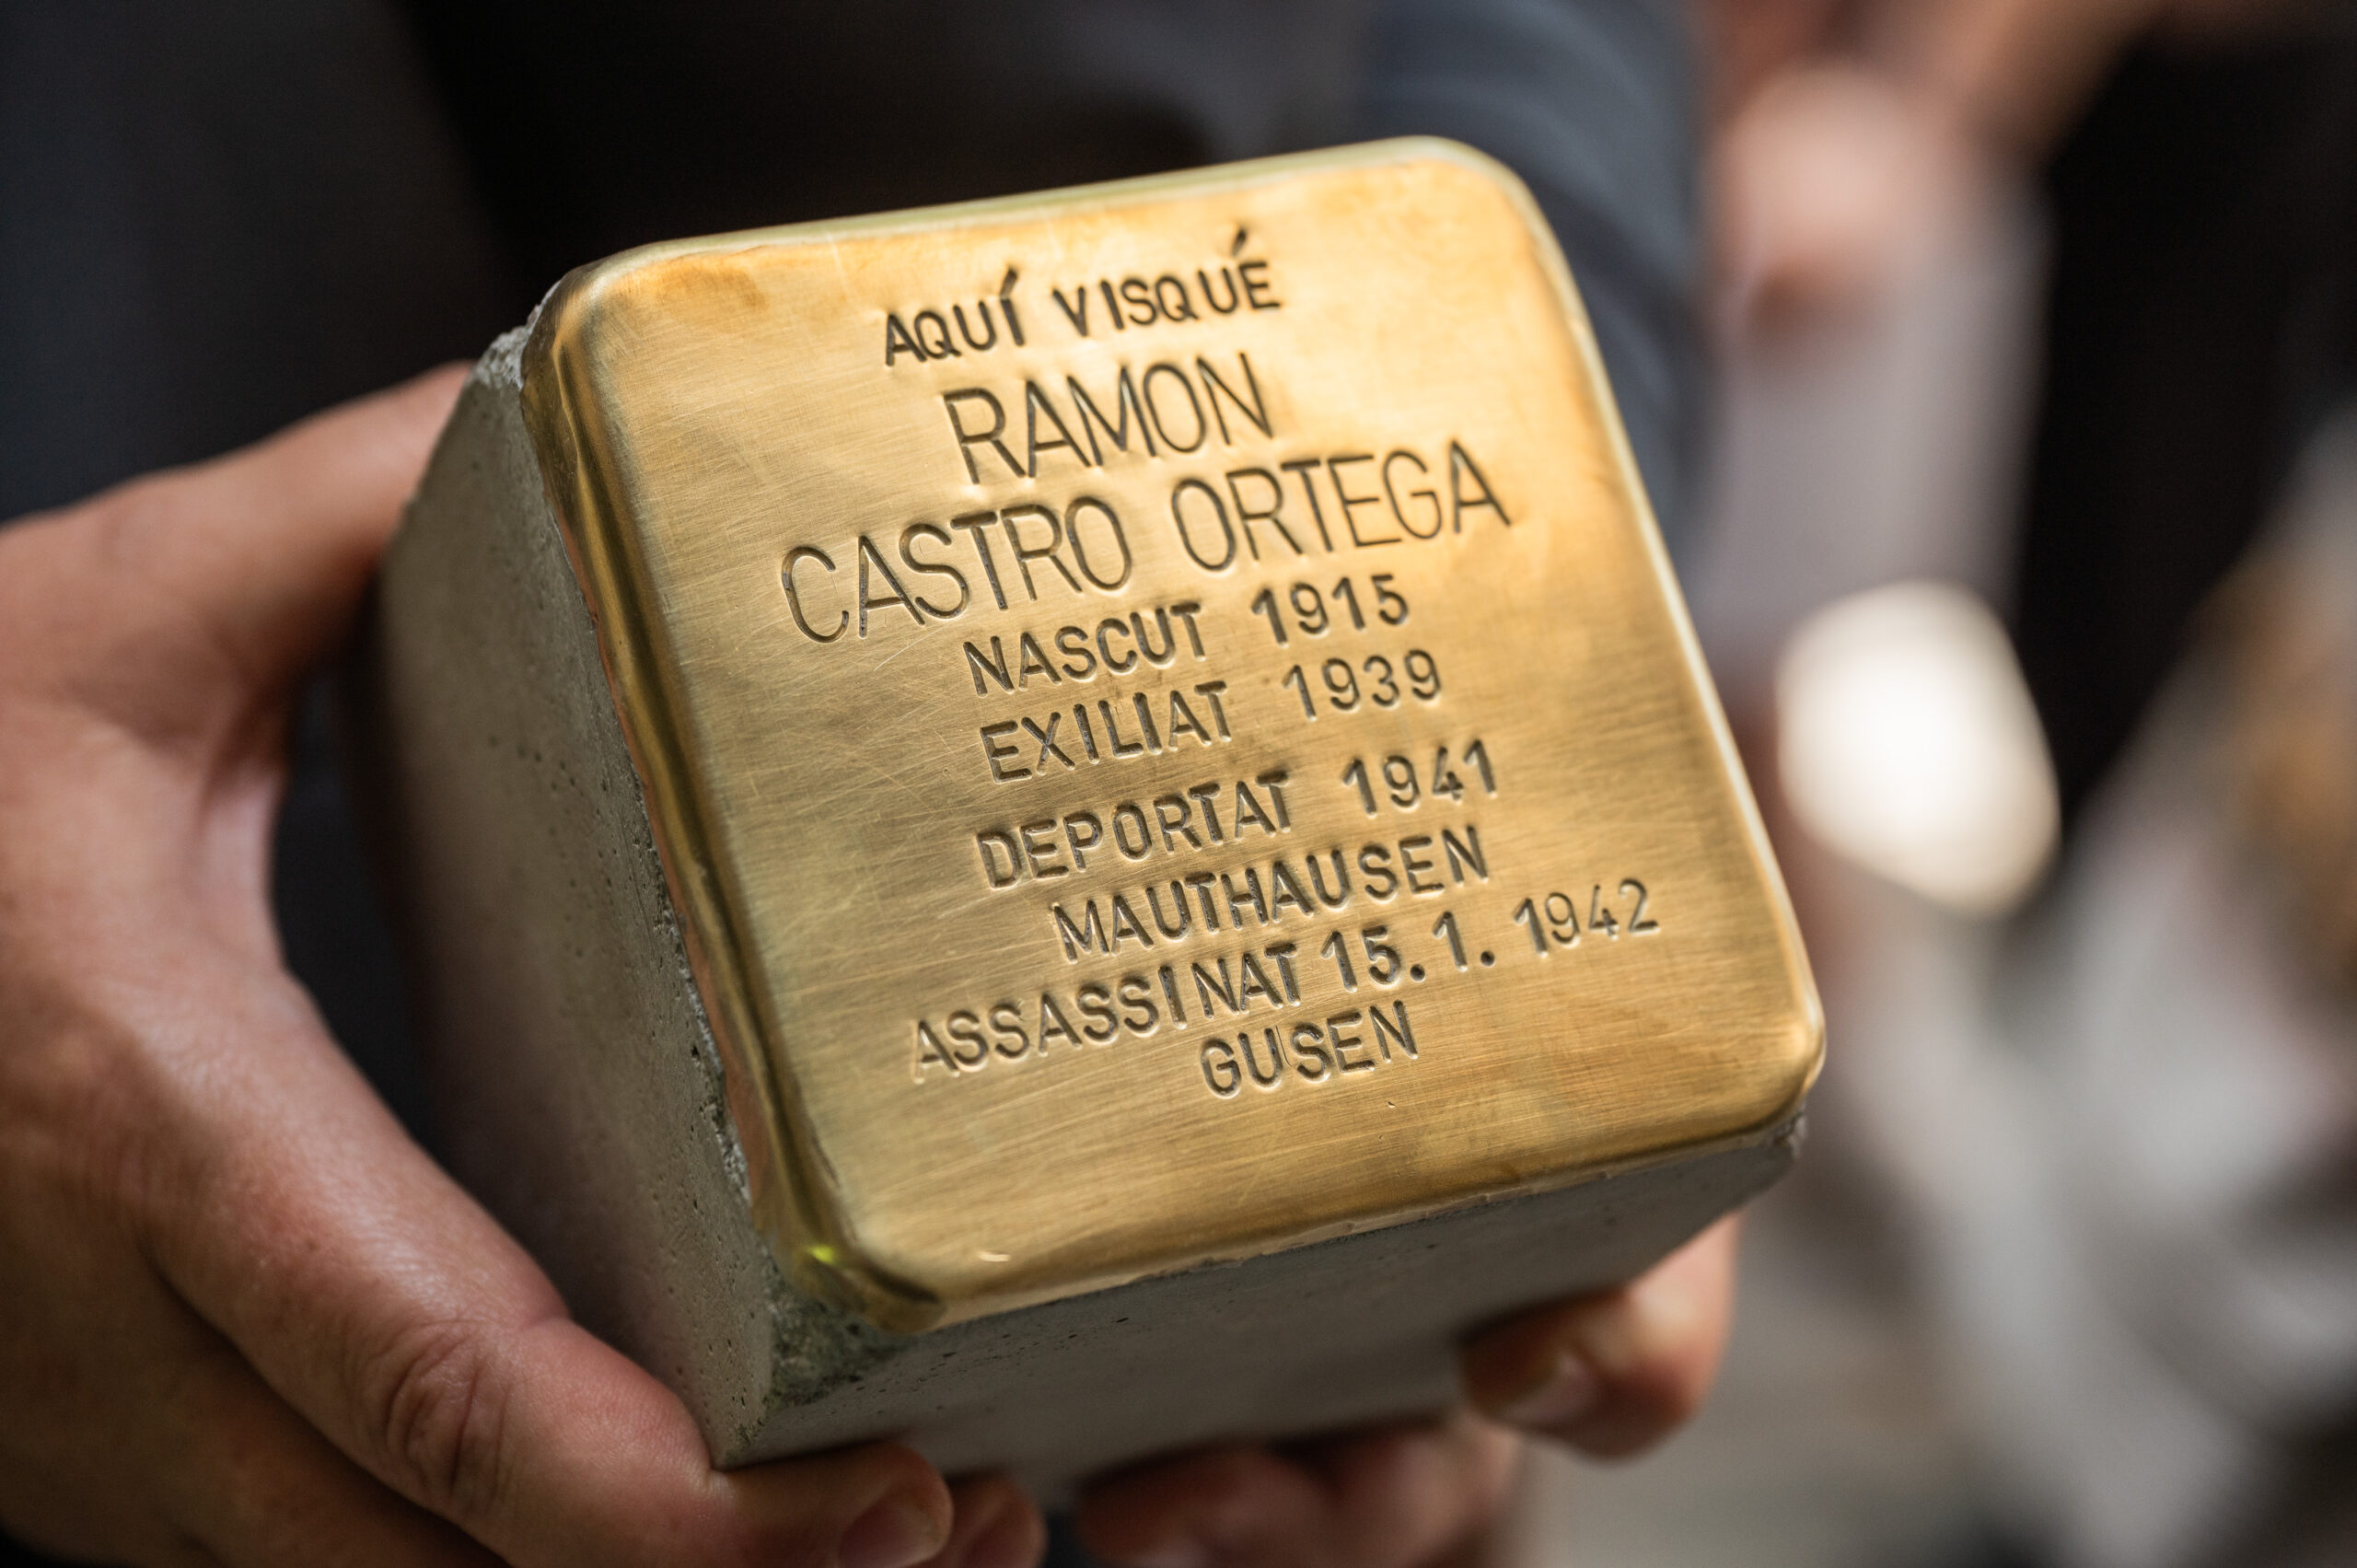 AQUÍ VISQUÉ
RAMON
CASTRO ORTEGA
NASCUT 1915
EXILIAT 1939
DEPORTAT 1941
MAUTHAUSEN
ASSASSINAT 15.1.1942
GUSEN